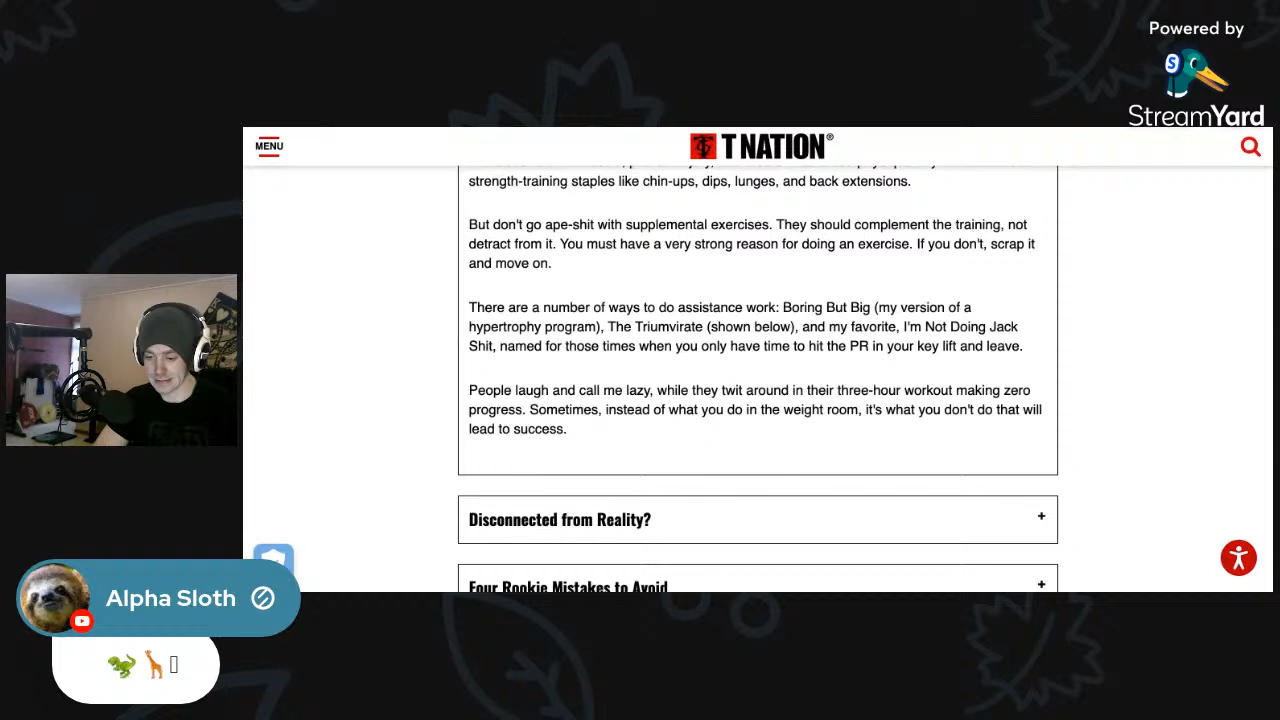 Powered by
S
StreamYard
MENU
T NATION®
strength-training staples like chin-ups, dips, lunges, and back extensions.
But don't go ape-shit with supplemental exercises. They should complement the training, not
detract from it. You must have a very strong reason for doing an exercise. If you don't, scrap it
and move on.
There are a number of ways to do assistance work: Boring But Big (my version of a
hypertrophy program), The Triumvirate (shown below), and my favorite, I'm Not Doing Jack
Shit, named for those times when you only have time to hit the PR in your key lift and leave.
People laugh and call me lazy, while they twit around in their three-hour workout making zero
progress. Sometimes, instead of what you do in the weight room, it's what you don't do that will
lead to success.
Disconnected from Reality?
+
Four Rookie Mistakes to Avoid
+
Alpha Sloth